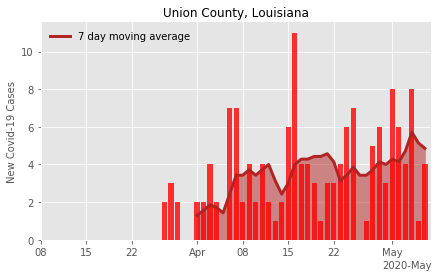 Union County, Louisiana
7 day moving average
New Covid-19 Cases
10
8
6
4
2
0
08 15 22 Apr 08 15 22 May
2020-May